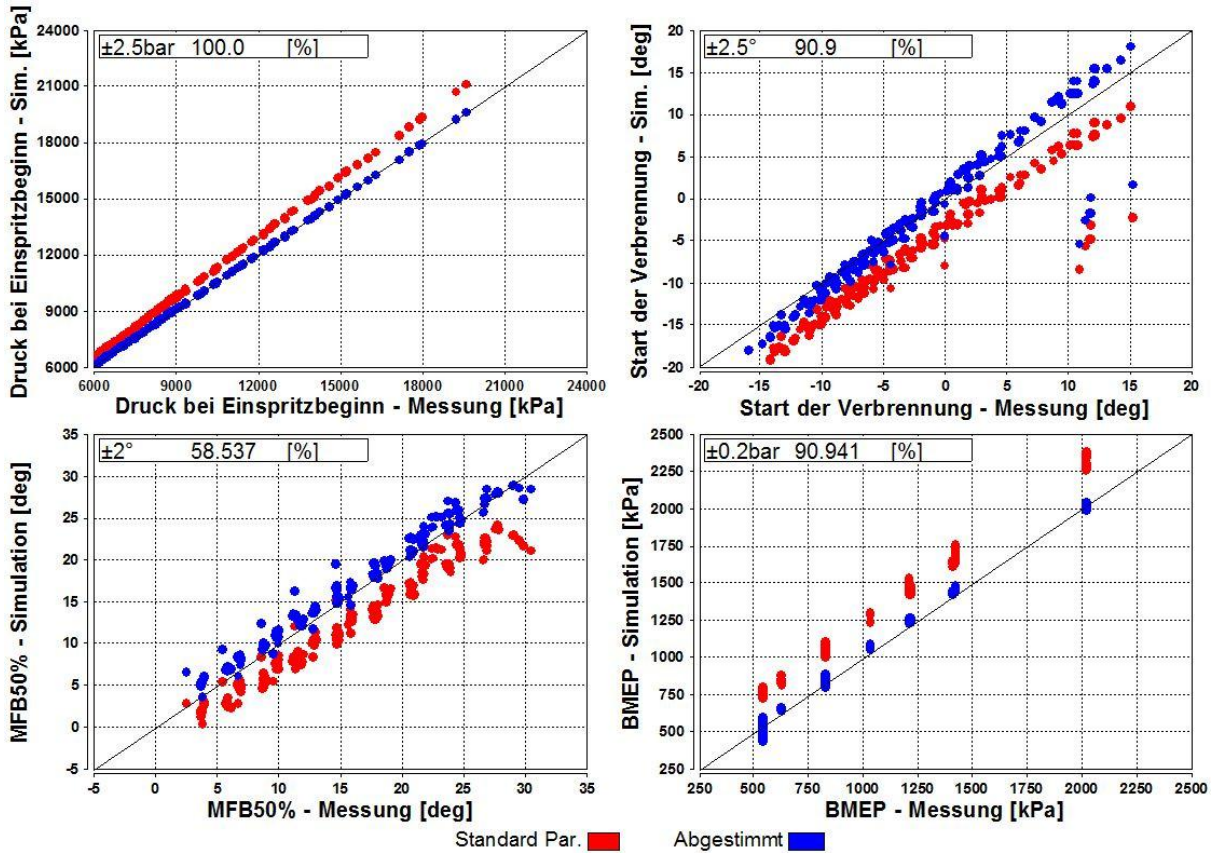 Druck bei Einspritzbeginn - Sim. [kPa]
24000
21000
18000
15000
12000
9000
6000
±2.5bar 100.0 [%]
6000 9000 12000 15000 18000 21000 24000
Druck bei Einspritzbeginn - Messung [kPa]
Start der Verbrennung - Sim. [deg]
20
15
10
5
0
-5
-10
-15
-20
±2.5° 90.9 [%]
-20 -15 -10 -5 0 5 10 15 20
Start der Verbrennung - Messung [deg]
MFB50% - Simulation [deg]
35
30
25
20
15
10
5
0
-5
±2° 58.537 [%]
-5 0 5 10 15 20 25 30 35
MFB50% - Messung [deg]
BMEP - Simulation [kPa]
2500
2250
2000
1750
1500
1250
1000
750
500
250
±0.2bar 90.941 [%]
250 500 750 1000 1250 1500 1750 2000 2250 2500
BMEP - Messung [kPa]
Standard Par. Abgestimmt